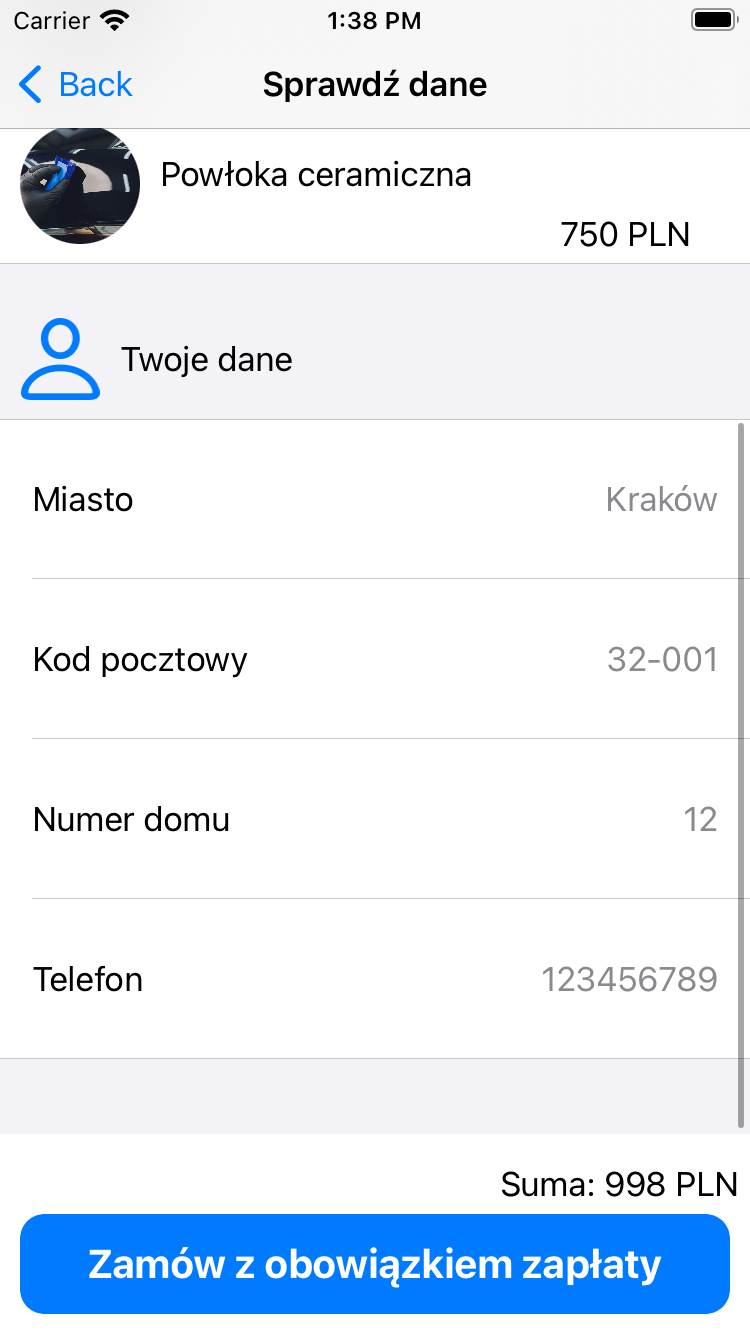 Carrier 1:38 PM
Back Sprawdź dane
Powłoka ceramiczna
750 PLN
Twoje dane
Miasto Kraków
Kod pocztowy 32-001
Numer domu 12
Telefon 123456789
Suma: 998 PLN
Zamów z obowiązkiem zapłaty